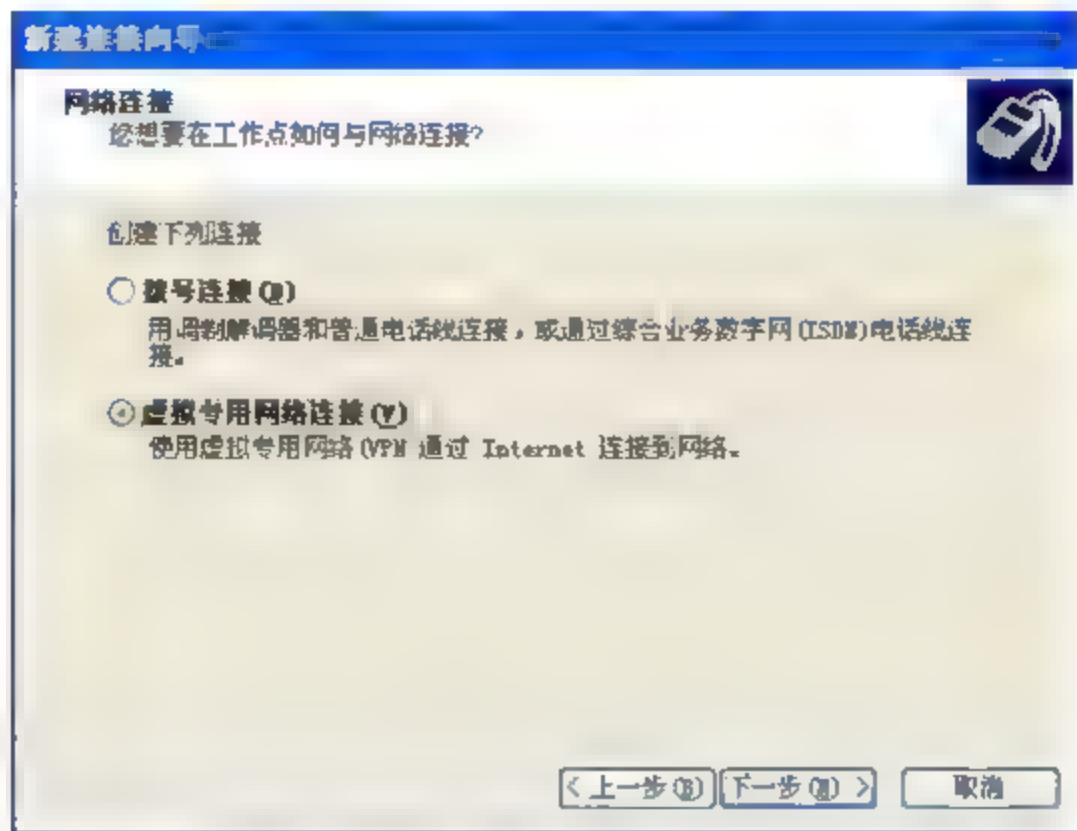 新建连接向导
网络连接
您想要在工作点如何与网络连接?
创建下列连接
拨号连接(D)
用调制解调器和普通电话线连接，或通过综合业务数字网(ISDN)电话线连
接。
虚拟专用网络连接(V)
使用虚拟专用网络(VPN 通过 Internet 连接到网络。
< 上一步(B) 下一步(N) > 取消